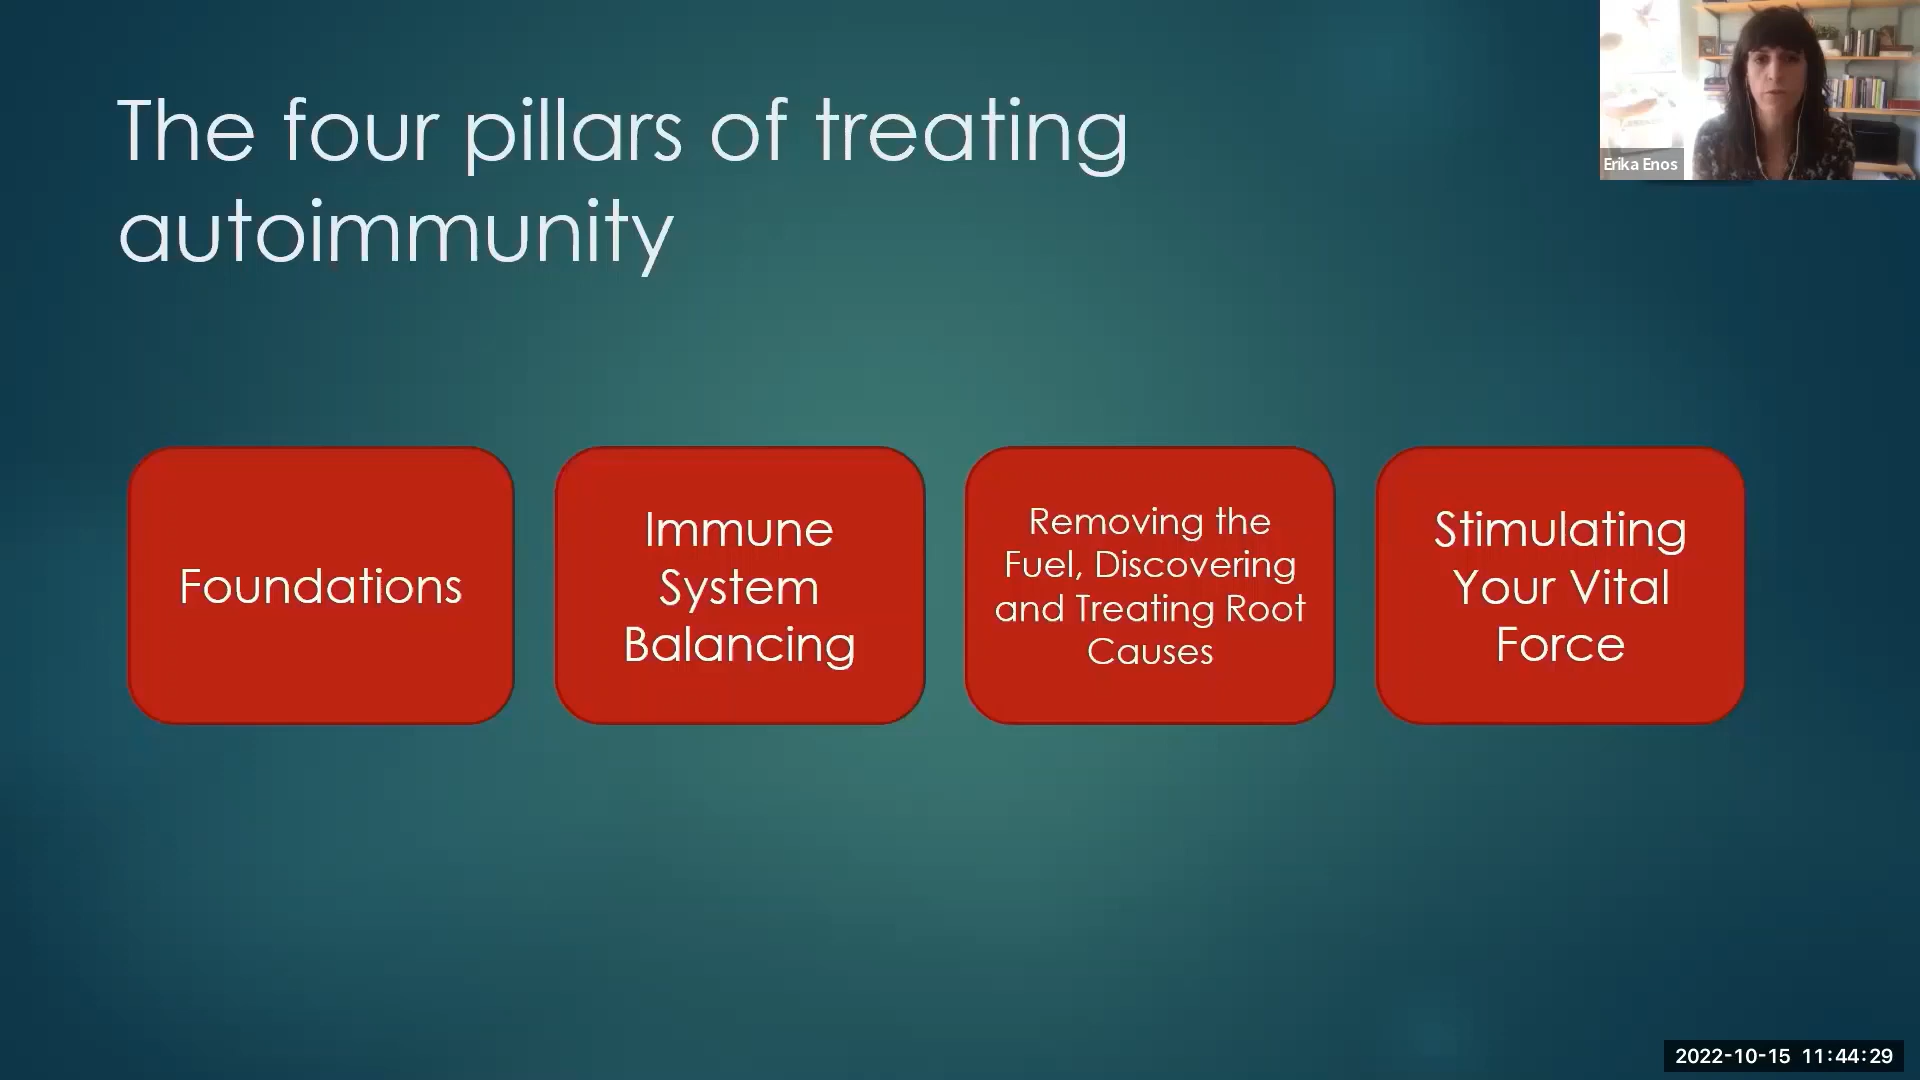 The four pillars of treating
autoimmunity
Erika Enos
Foundations
Immune
System
Balancing
Removing the
Fuel, Discovering
and Treating Root
Causes
Stimulating
Your Vital
Force
2022-10-15 11:44:29